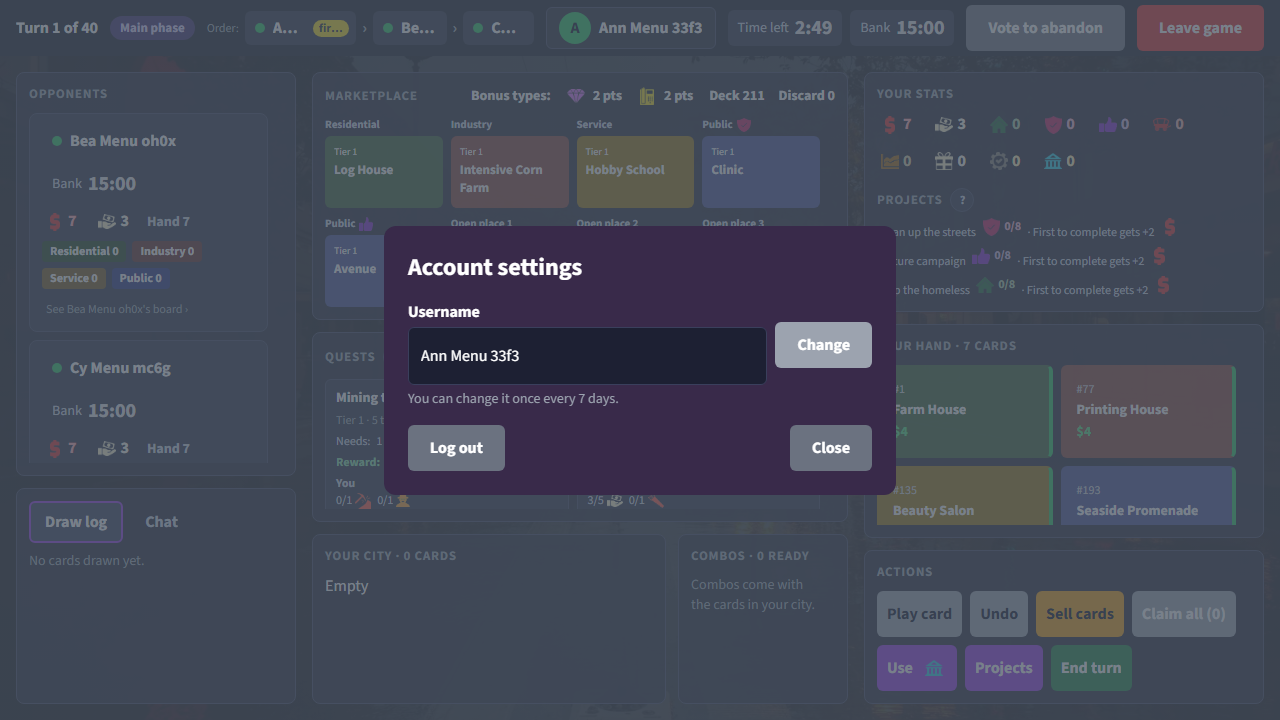 Turn 1 of 40
Main phase
Order:
A...
fir...
›
Be...
›
C...
A
Ann Menu 33f3
Time left 2:49
Bank 15:00
Vote to abandon
Leave game
OPPONENTS
Bea Menu oh0x
Bank 15:00
7 3 Hand 7
Residential 0 Industry 0
Service 0 Public 0
See Bea Menu oh0x's board ›
Cy Menu mc6g
Bank 15:00
7 3 Hand 7
Draw log Chat
No cards drawn yet.
MARKETPLACE
Bonus types: 2 pts 2 pts Deck 211 Discard 0
Residential Industry Service Public
Tier 1 Tier 1 Tier 1 Tier 1
Log House Intensive Corn Farm Hobby School Clinic
Public Open place 1 Open place 2 Open place 3
Tier 1
Avenue
QUESTS
Mining
Tier 1 · 5
Needs: 1
Reward:
You
0/1 0/1
3/5 0/1
Account settings
Username
Ann Menu 33f3
Change
You can change it once every 7 days.
Log out
Close
YOUR CITY · 0 CARDS
Empty
COMBOS · 0 READY
Combos come with
the cards in your city.
YOUR STATS
7 3 0 0 0 0
0 0 0 0
PROJECTS ?
up the streets 0/8 · First to complete gets +2
campaign 0/8 · First to complete gets +2
the homeless 0/8 · First to complete gets +2
HAND · 7 CARDS
#1 #77
Farm House Printing House
$4 $4
#135 #193
Beauty Salon Seaside Promenade
ACTIONS
Play card Undo Sell cards Claim all (0)
Use Projects End turn